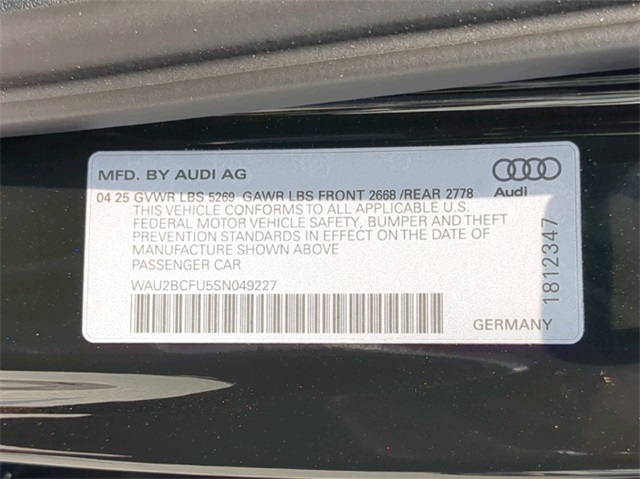 MFD. BY AUDI AG
04 25 GVWR LBS 5269 GAWR LBS FRONT 2668 /REAR 2778
THIS VEHICLE CONFORMS TO ALL APPLICABLE U.S.
FEDERAL MOTOR VEHICLE SAFETY, BUMPER AND THEFT
PREVENTION STANDARDS IN EFFECT ON THE DATE OF
MANUFACTURE SHOWN ABOVE
PASSENGER CAR
WAU2BCFU5SN049227
Audi
1812347
GERMANY